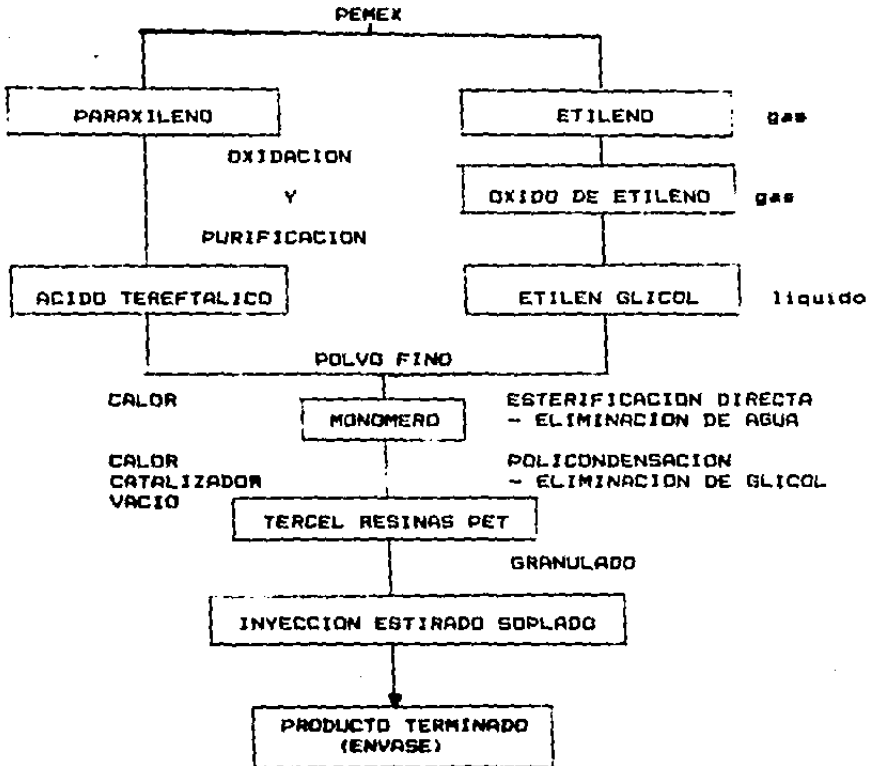 PEMEX
PARAXILENO
ETILENO gas
OXIDACION
Y
PURIFICACION
OXIDO DE ETILENO gas
ACIDO TEREFTALICO
ETILEN GLICOL liquido
POLVO FINO
CALOR
MONOMERO
ESTERIFICACION DIRECTA
- ELIMINACION DE AGUA
CALOR
CATALIZADOR
VACIO
POLICONDENSACION
- ELIMINACION DE GLICOL
TERCEL RESINAS PET
GRANULADO
INYECCION ESTIRADO SOPLADO
PRODUCTO TERMINADO
(ENVASE)